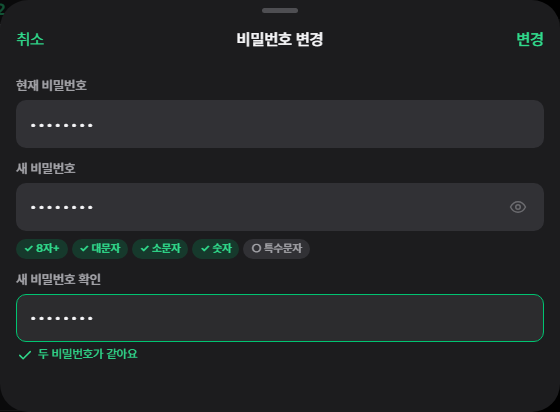 취소 비밀번호 변경 변경
현재 비밀번호
••••••••
새 비밀번호
••••••••
✓ 8자+ ✓ 대문자 ✓ 소문자 ✓ 숫자 ○ 특수문자
새 비밀번호 확인
••••••••
✓ 두 비밀번호가 같아요